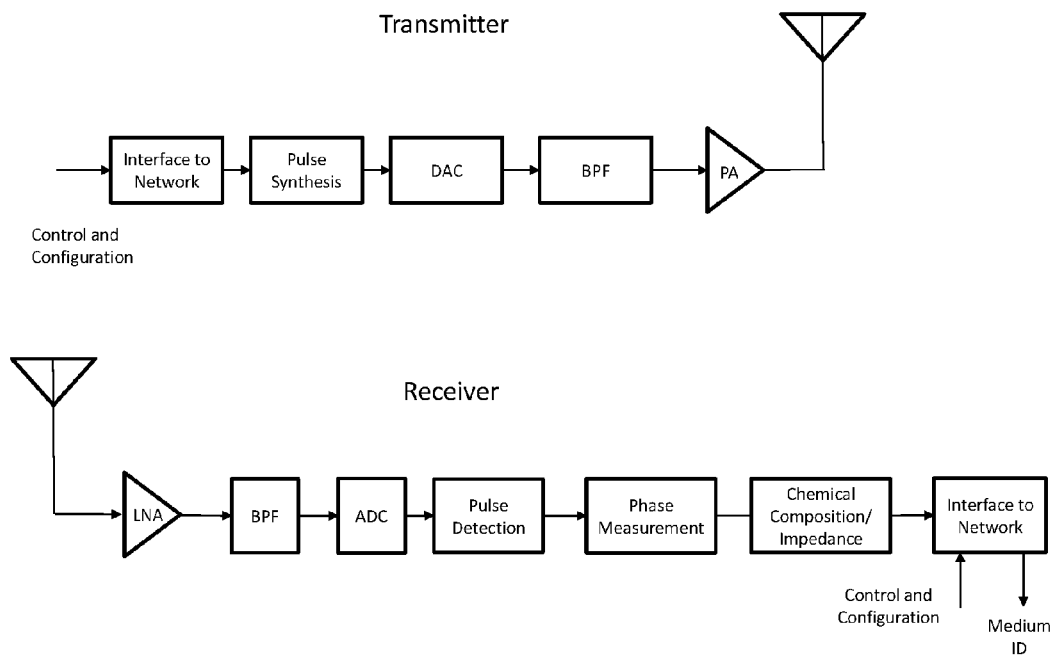 Transmitter
Interface to
Network
Pulse
Synthesis
DAC
BPF
PA
Control and
Configuration
Receiver
LNA
BPF
ADC
Pulse
Detection
Phase
Measurement
Chemical
Composition/
Impedance
Interface to
Network
Control and
Configuration
Medium
ID